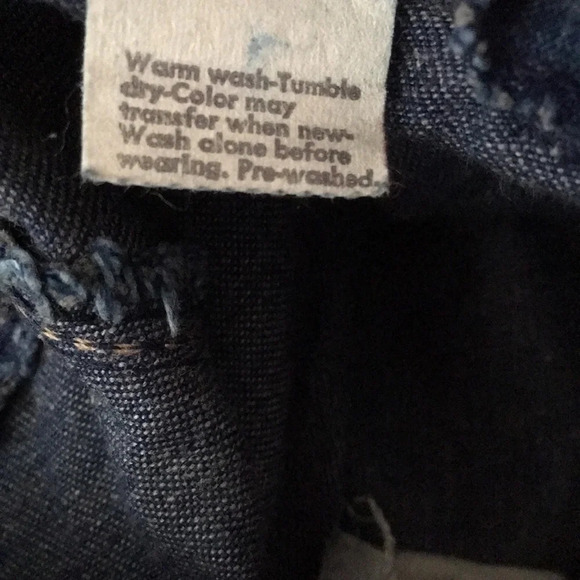 Warm wash-Tumble
dry-Color may
transfer when new-
Wash alone before
wearing. Pre-washed.